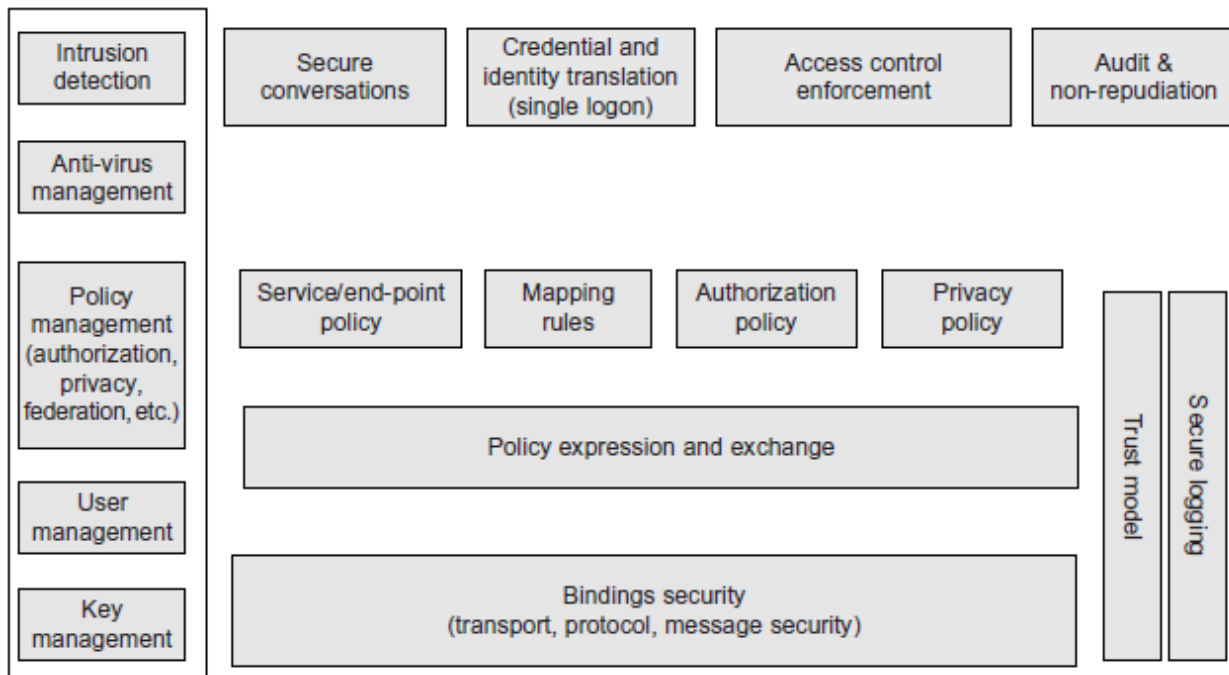 Intrusion
detection
Secure
conversations
Credential and
identity translation
(single logon)
Access control
enforcement
Audit &
non-repudiation
Anti-virus
management
Policy
management
(authorization,
privacy,
federation, etc.)
Service/end-point
policy
Mapping
rules
Authorization
policy
Privacy
policy
Policy expression and exchange
Trust model
Secure logging
User
management
Key
management
Bindings security
(transport, protocol, message security)